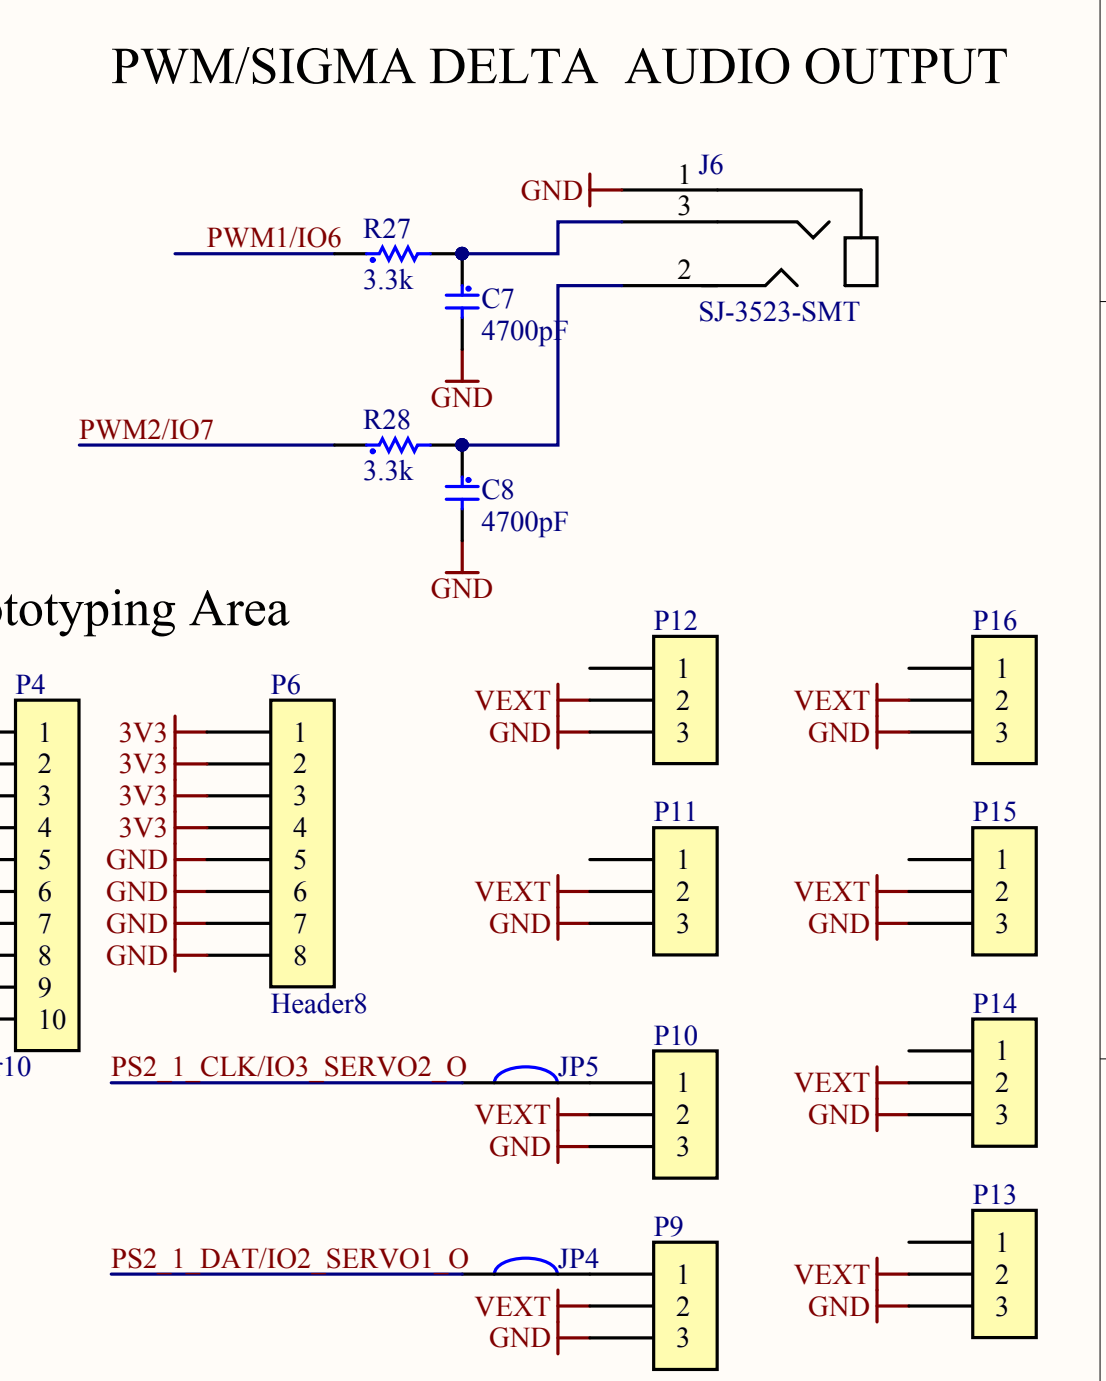 PWM/SIGMA DELTA AUDIO OUTPUT
J6
GND 1
3
PWM1/IO6 R27
3.3k
2
C7
SJ-3523-SMT
4700pF
GND
PWM2/IO7 R28
3.3k
C8
4700pF
GND
totyping Area
P12
1
VEXT 2
GND 3
P16
1
VEXT 2
GND 3
P4
1
2
3
4
5
6
7
8
9
10
10
P6
3V3 1
3V3 2
3V3 3
3V3 4
GND 5
GND 6
GND 7
GND 8
Header8
P11
1
VEXT 2
GND 3
P15
1
VEXT 2
GND 3
P10
PS2_1_CLK/IO3_SERVO2_O JP5 1
VEXT 2
GND 3
P14
1
VEXT 2
GND 3
P9
PS2_1_DAT/IO2_SERVO1_O JP4 1
VEXT 2
GND 3
P13
1
VEXT 2
GND 3